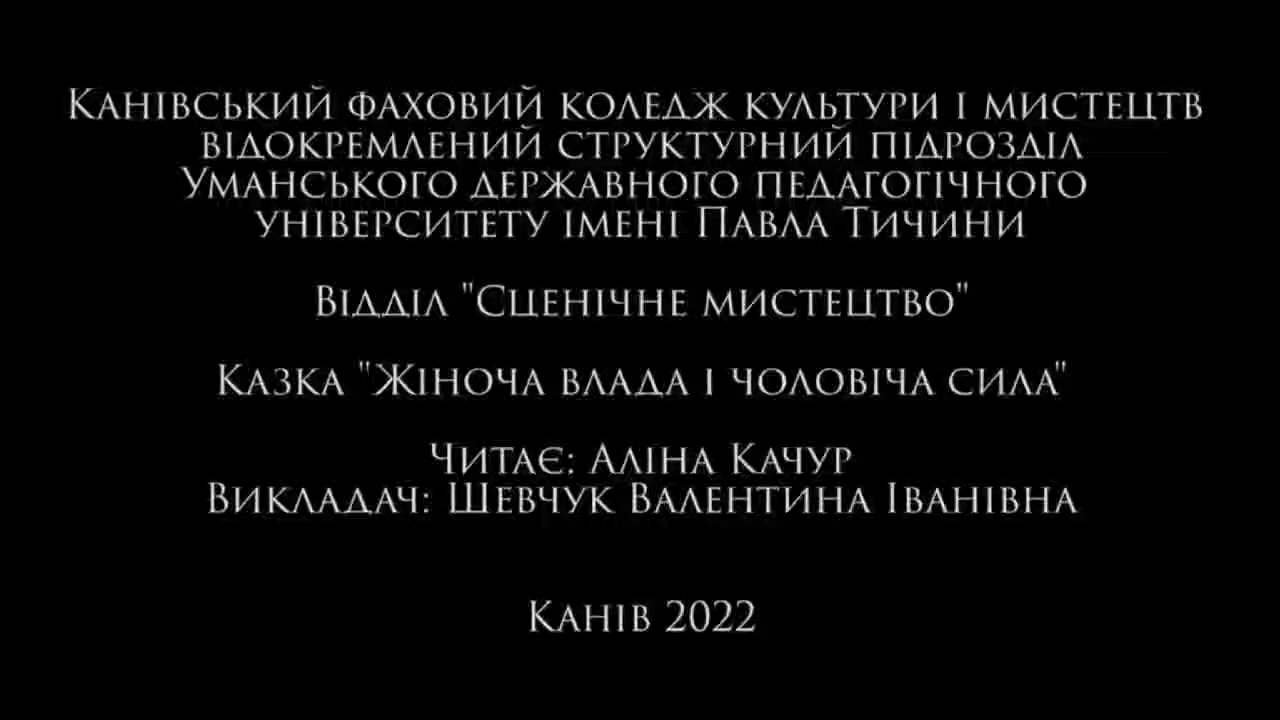 Канівський фаховий коледж культури і мистецтв
відокремлений структурний підрозділ
Уманського державного педагогічного
університету імені Павла Тичини
Відділ "Сценічне мистецтво"
Казка "Жіноча влада і чоловіча сила"
Читає: Аліна Качур
Викладач: Шевчук Валентина Іванівна
Канів 2022